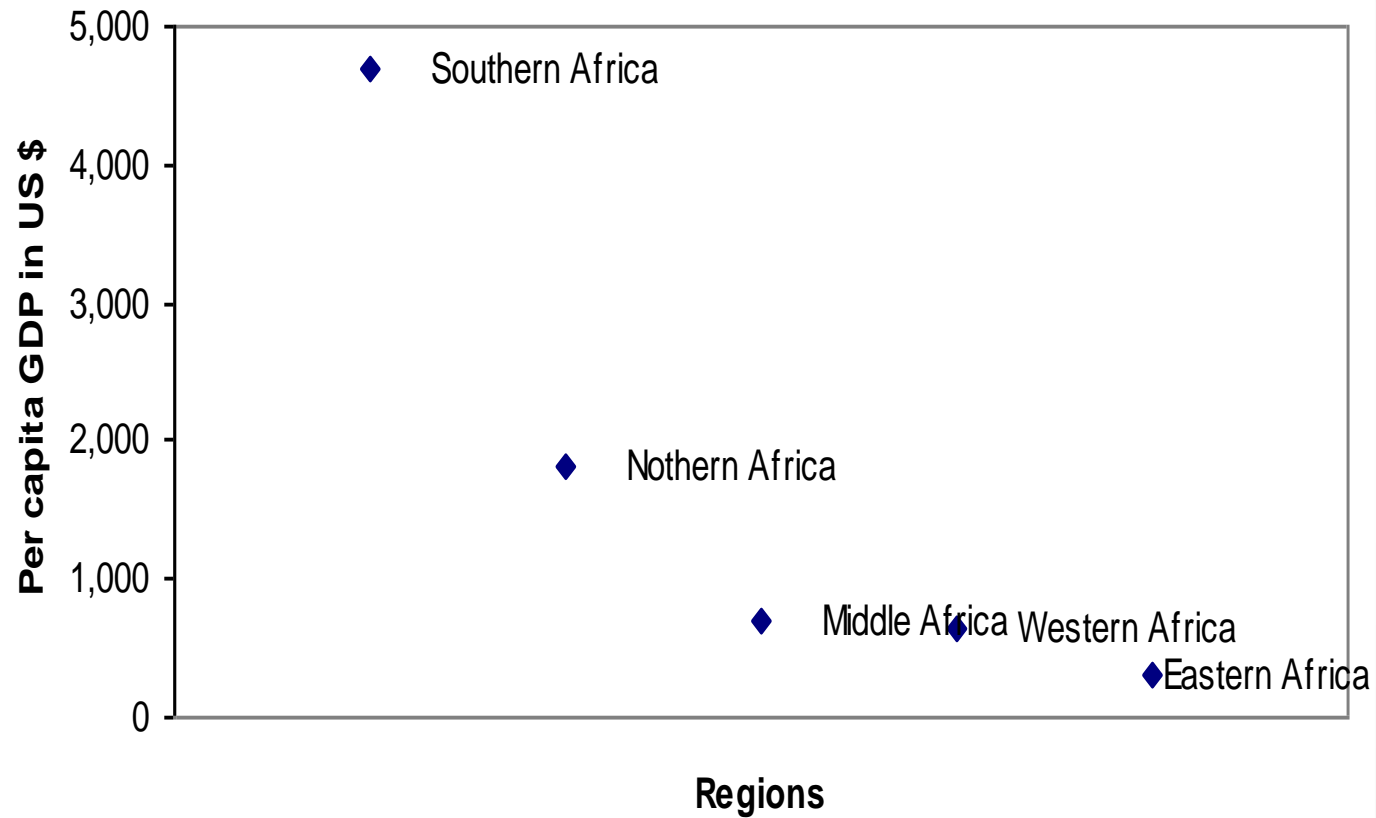 5,000
Southern Africa
4,000
Per capita GDP in US $
3,000
2,000
Nothern Africa
1,000
Middle Africa
Western Africa
Eastern Africa
0
Regions